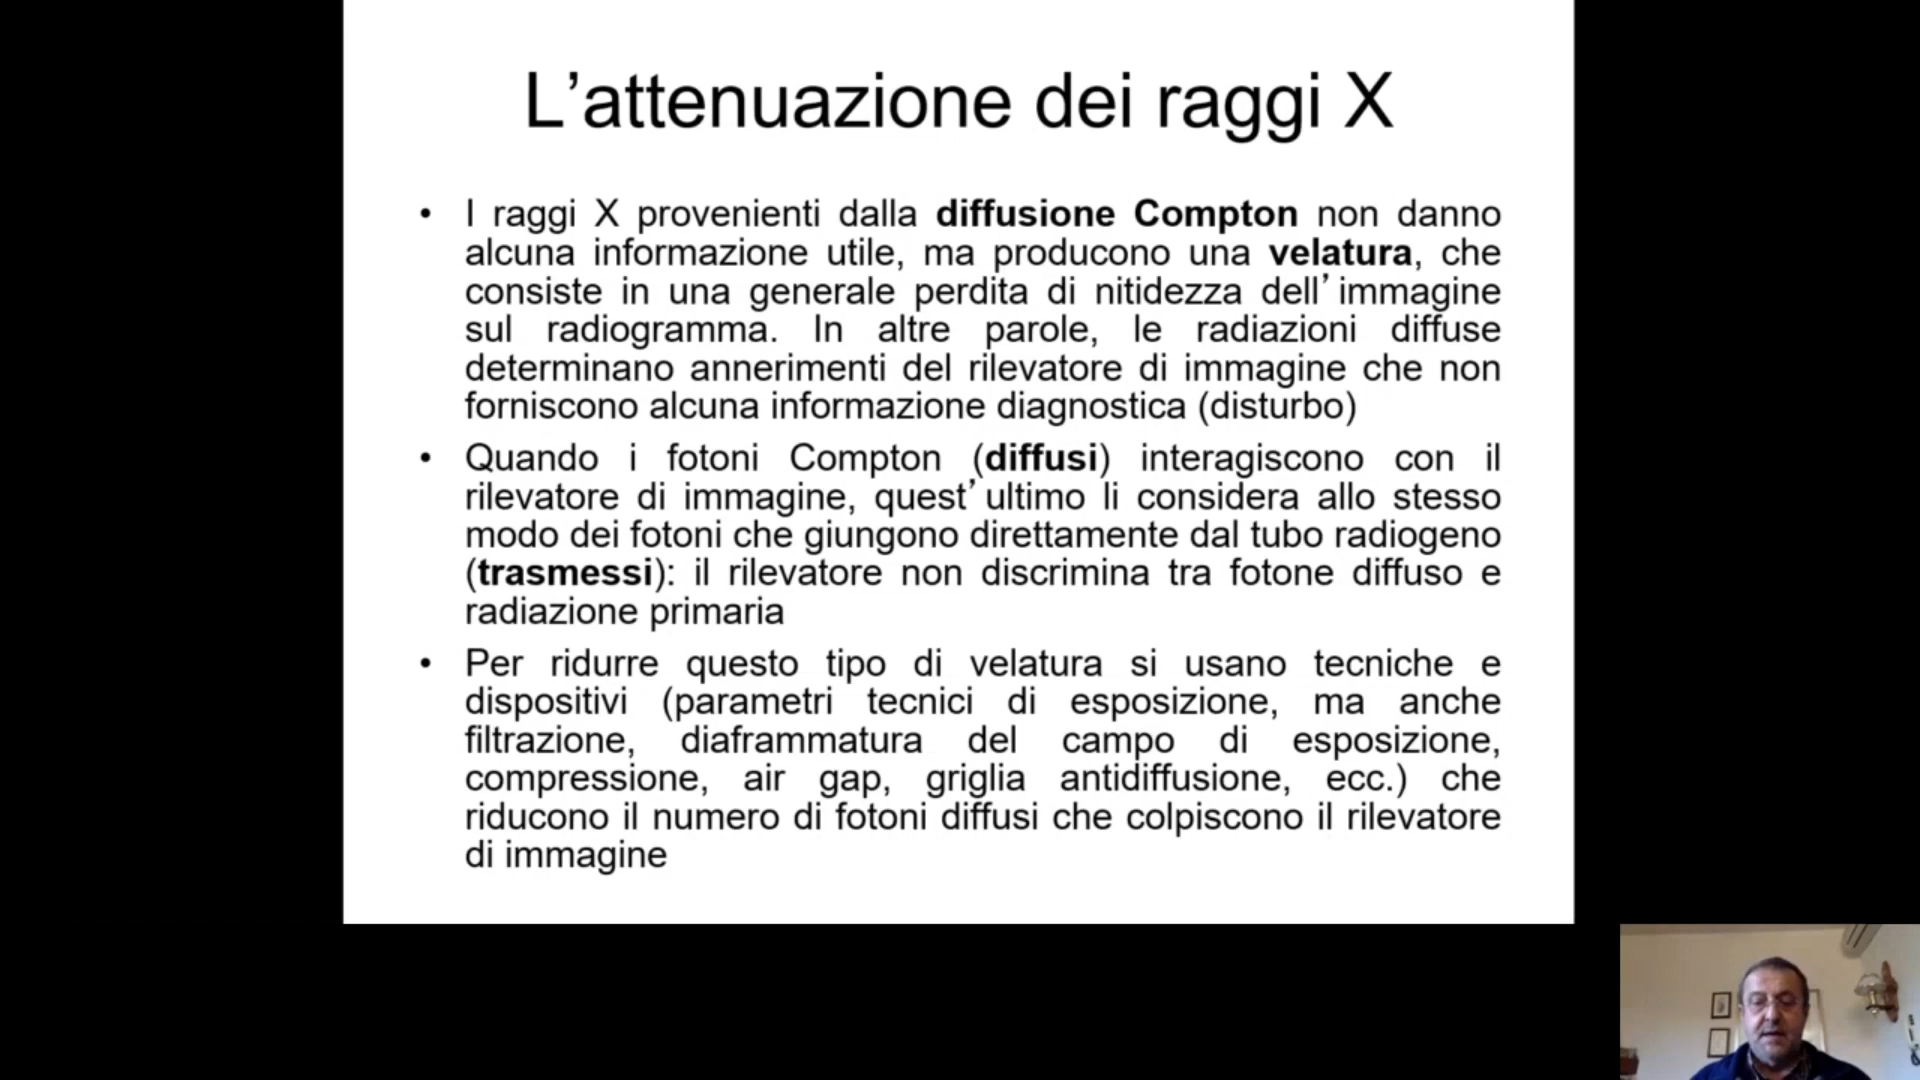 L’attenuazione dei raggi X
• I raggi X provenienti dalla diffusione Compton non danno
alcuna informazione utile, ma producono una velatura, che
consiste in una generale perdita di nitidezza dell’immagine
sul radiogramma. In altre parole, le radiazioni diffuse
determinano annerimenti del rilevatore di immagine che non
forniscono alcuna informazione diagnostica (disturbo)
• Quando i fotoni Compton (diffusi) interagiscono con il
rilevatore di immagine, quest’ultimo li considera allo stesso
modo dei fotoni che giungono direttamente dal tubo radiogeno
(trasmessi): il rilevatore non discrimina tra fotone diffuso e
radiazione primaria
• Per ridurre questo tipo di velatura si usano tecniche e
dispositivi (parametri tecnici di esposizione, ma anche
filtrazione, diaframmatura del campo di esposizione,
compressione, air gap, griglia antidiffusione, ecc.) che
riducono il numero di fotoni diffusi che colpiscono il rilevatore
di immagine